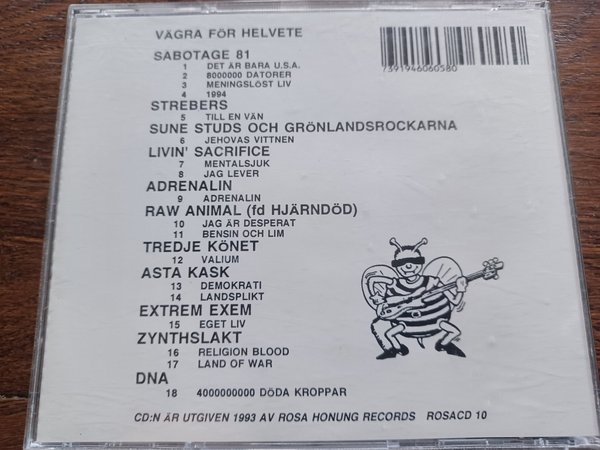 VÄGRA FÖR HELVETE
7391946060580
SABOTAGE 81
1 DET ÄR BARA U.S.A.
2 8000000 DATORER
3 MENINGSLÖST LIV
4 1994
STREBERS
5 TILL EN VÄN
SUNE STUDS OCH GRÖNLANDSROCKARNA
6 JEHOVAS VITTNEN
LIVIN' SACRIFICE
7 MENTALSJUK
8 JAG LEVER
ADRENALIN
9 ADRENALIN
RAW ANIMAL (fd HJÄRNDÖD)
10 JAG ÄR DESPERAT
11 BENSIN OCH LIM
TREDJE KÖNET
12 VALIUM
ASTA KASK
13 DEMOKRATI
14 LANDSPLIKT
EXTREM EXEM
15 EGET LIV
ZYNTHSLAKT
16 RELIGION BLOOD
17 LAND OF WAR
DNA
18 4000000000 DÖDA KROPPAR
CD:N ÄR UTGIVEN 1993 AV ROSA HONUNG RECORDS ROSACD 10